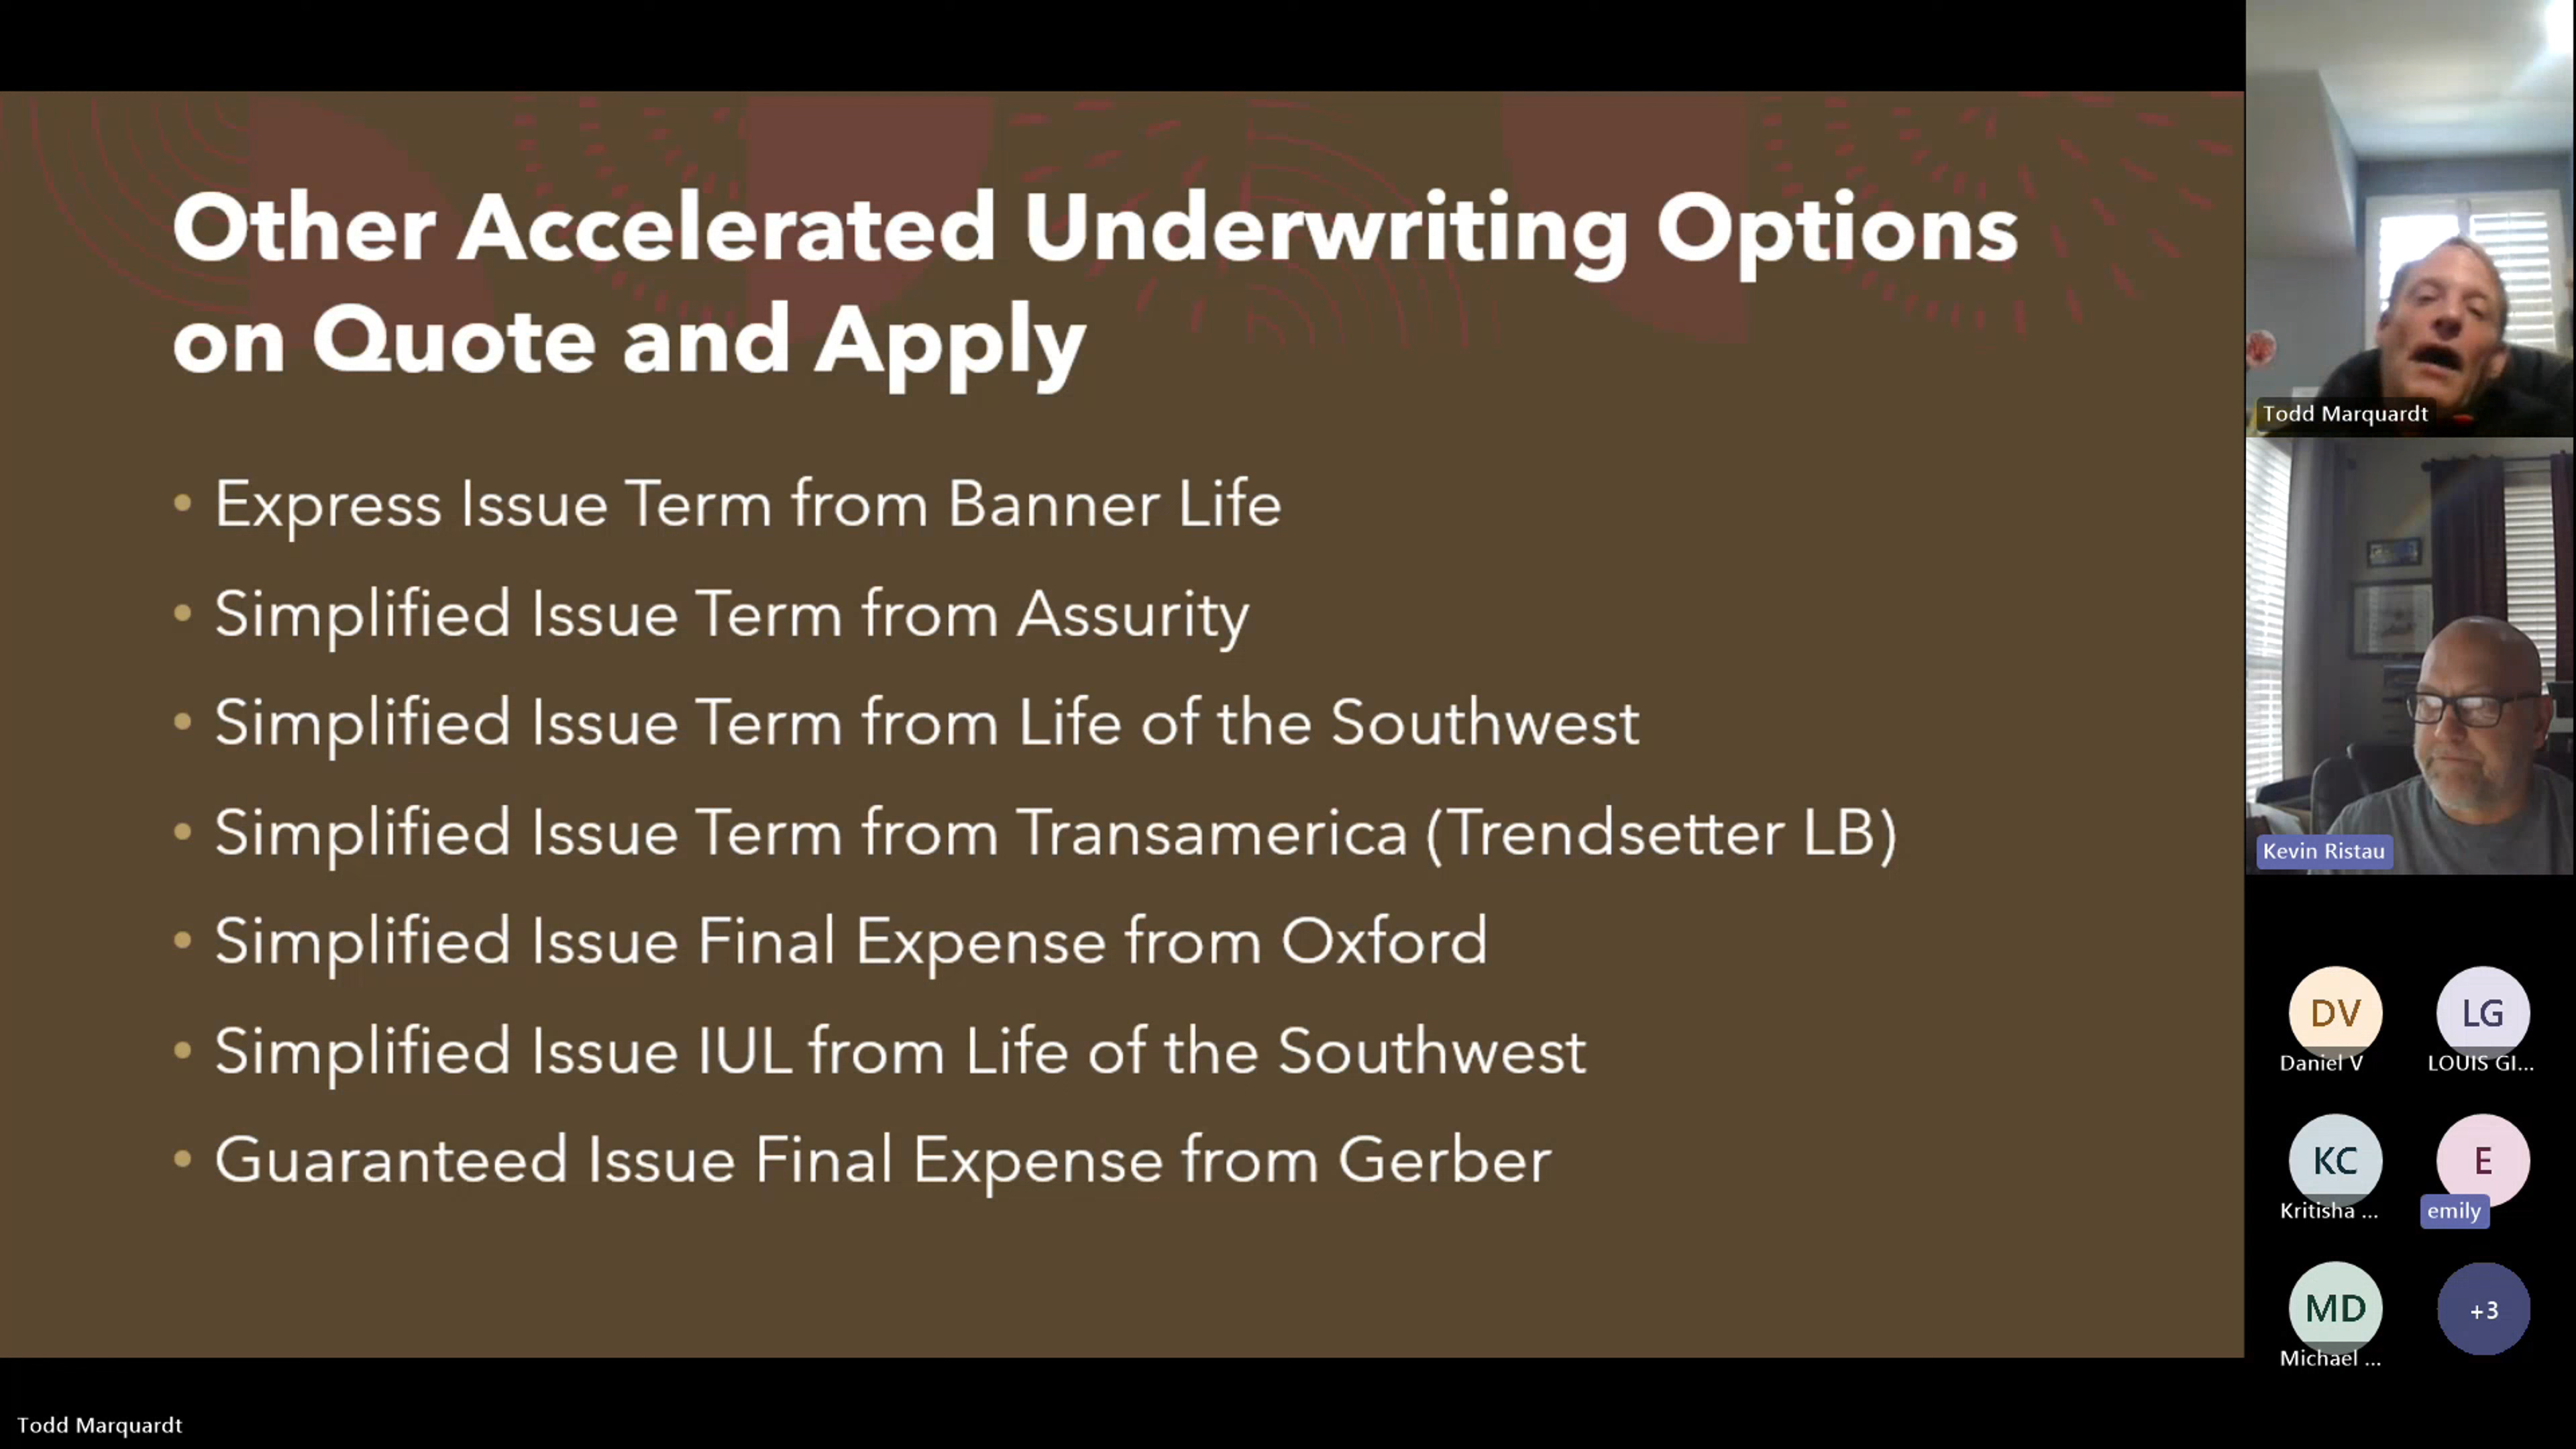 Other Accelerated Underwriting Options
on Quote and Apply
• Express Issue Term from Banner Life
• Simplified Issue Term from Assurity
• Simplified Issue Term from Life of the Southwest
• Simplified Issue Term from Transamerica (Trendsetter LB)
• Simplified Issue Final Expense from Oxford
• Simplified Issue IUL from Life of the Southwest
• Guaranteed Issue Final Expense from Gerber
Todd Marquardt
Kevin Ristau
DV
LG
Daniel V
LOUIS GI...
KC
E
Kritisha ...
emily
MD
+3
Michael ...
Todd Marquardt